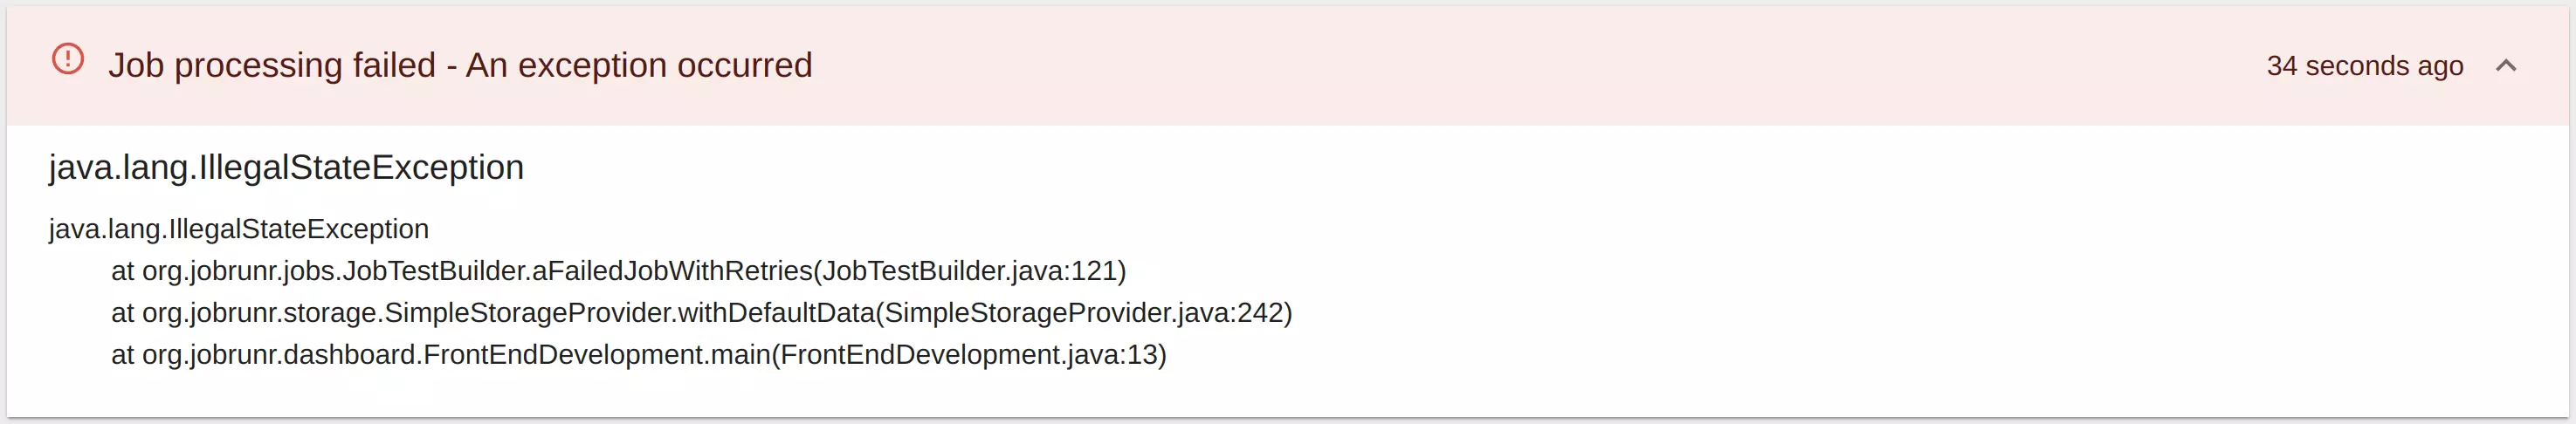 Job processing failed - An exception occurred
34 seconds ago
java.lang.IllegalStateException
java.lang.IllegalStateException
at org.jobrunr.jobs.JobTestBuilder.aFailedJobWithRetries(JobTestBuilder.java:121)
at org.jobrunr.storage.SimpleStorageProvider.withDefaultData(SimpleStorageProvider.java:242)
at org.jobrunr.dashboard.FrontEndDevelopment.main(FrontEndDevelopment.java:13)